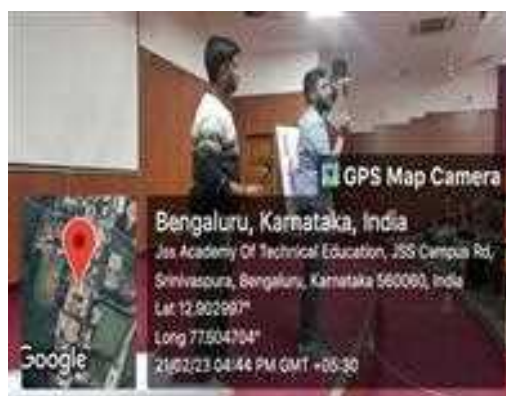 GPS Map Camera
Bengaluru, Karnataka, India
Jss Academy Of Technical Education, JSS Campus Rd,
Srinivaspura, Bengaluru, Karnataka 560060, India
Lat 12.902997°
Long 77.504704°
21/02/23 04:44 PM GMT +05:30
Google